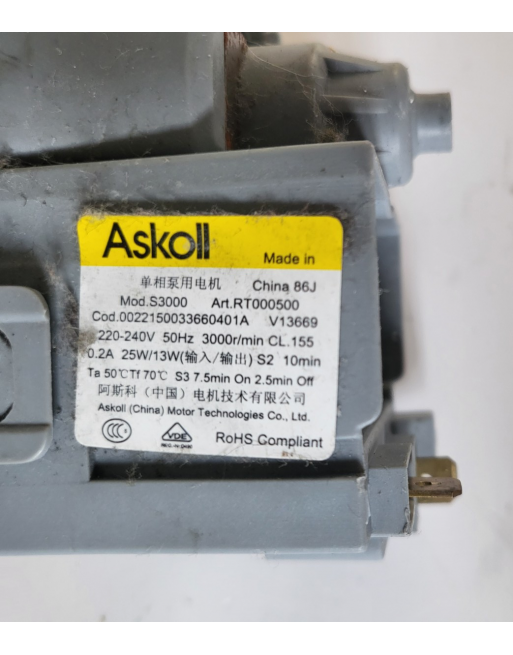 Askoll
Made in
单相泵用电机 China 86J
Mod.S3000 Art.RT000500
Cod.0022150033660401A V13669
220-240V 50Hz 3000r/min CL.155
0.2A 25W/13W(输入/输出) S2 10min
Ta 50℃Tf 70℃ S3 7.5min On 2.5min Off
阿斯科（中国）电机技术有限公司
Askoll (China) Motor Technologies Co., Ltd.
VDE
RoHS Compliant